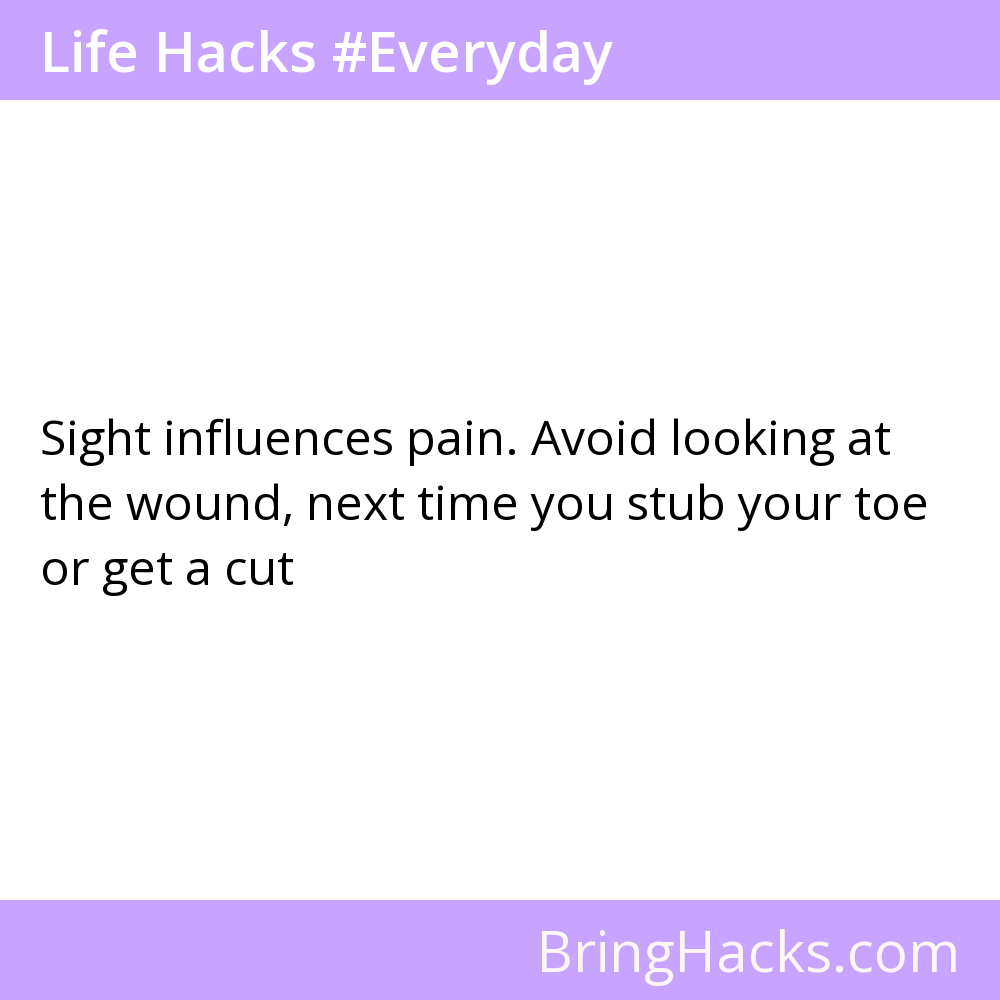 Life Hacks #Everyday
Sight influences pain. Avoid looking at
the wound, next time you stub your toe
or get a cut
BringHacks.com